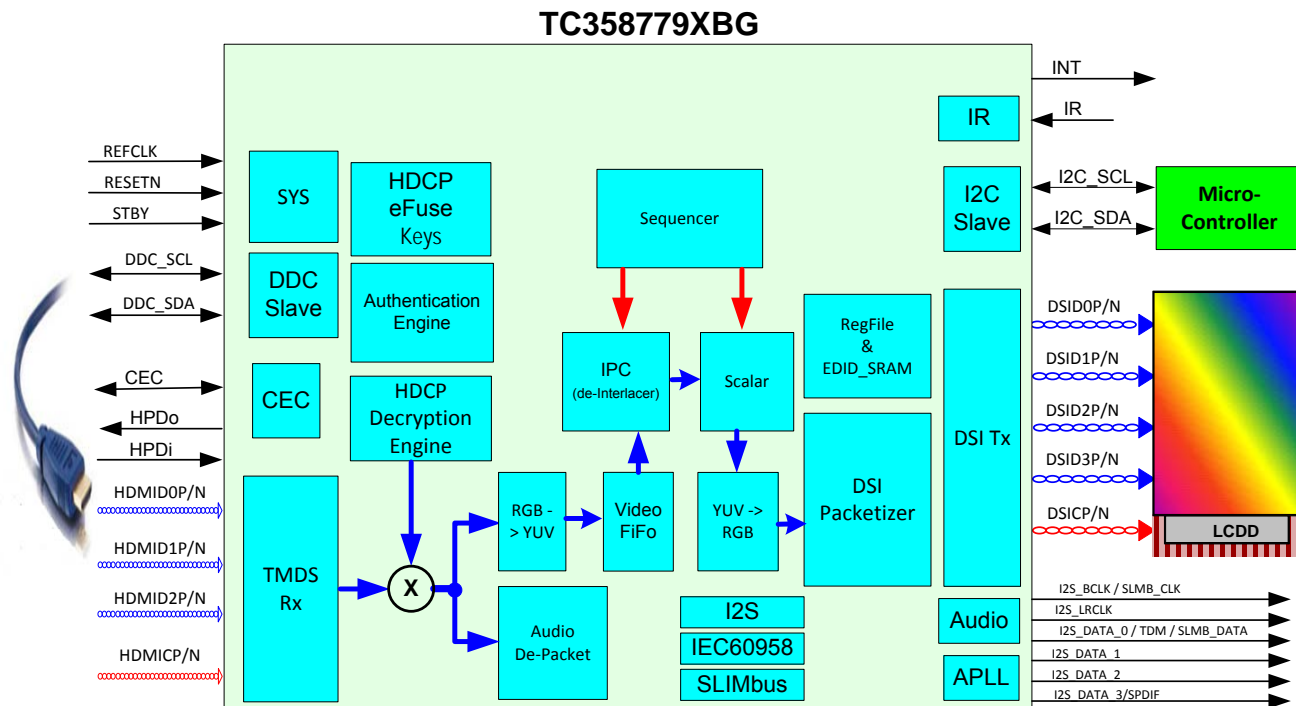 TC358779XBG
INT
IR
IR
REFCLK
RESETN
STBY
SYS
HDCP
eFuse
Keys
Sequencer
I2C
Slave
I2C_SCL
I2C_SDA
Micro-
Controller
DDC_SCL
DDC_SDA
DDC
Slave
Authentication
Engine
IPC
(de-Interlacer)
Scalar
RegFile
&
EDID_SRAM
DSI Tx
DSID0P/N
DSID1P/N
DSID2P/N
DSID3P/N
DSICP/N
LCDD
CEC
HPDo
HPDi
CEC
HDCP
Decryption
Engine
HDMID0P/N
HDMID1P/N
HDMID2P/N
HDMICP/N
TMDS
Rx
X
RGB -
> YUV
Video
FiFo
YUV ->
RGB
DSI
Packetizer
Audio
De-Packet
I2S
IEC60958
SLIMbus
Audio
APLL
I2S_BCLK / SLMB_CLK
I2S_LRCLK
I2S_DATA_0 / TDM / SLMB_DATA
I2S_DATA_1
I2S_DATA_2
I2S_DATA_3/SPDIF